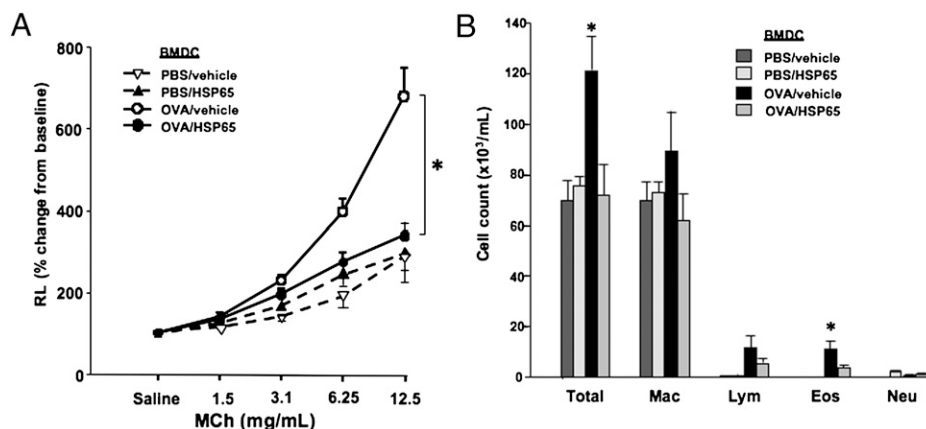 A
RL (% change from baseline)
800
600
400
200
0
BMDC
PBS/vehicle
PBS/HSP65
OVA/vehicle
OVA/HSP65
*
Saline 1.5 3.1 6.25 12.5
MCh (mg/mL)
B
Cell count (x10³/mL)
140
120
100
80
60
40
20
0
BMDC
PBS/vehicle
PBS/HSP65
OVA/vehicle
OVA/HSP65
*
*
Total Mac Lym Eos Neu